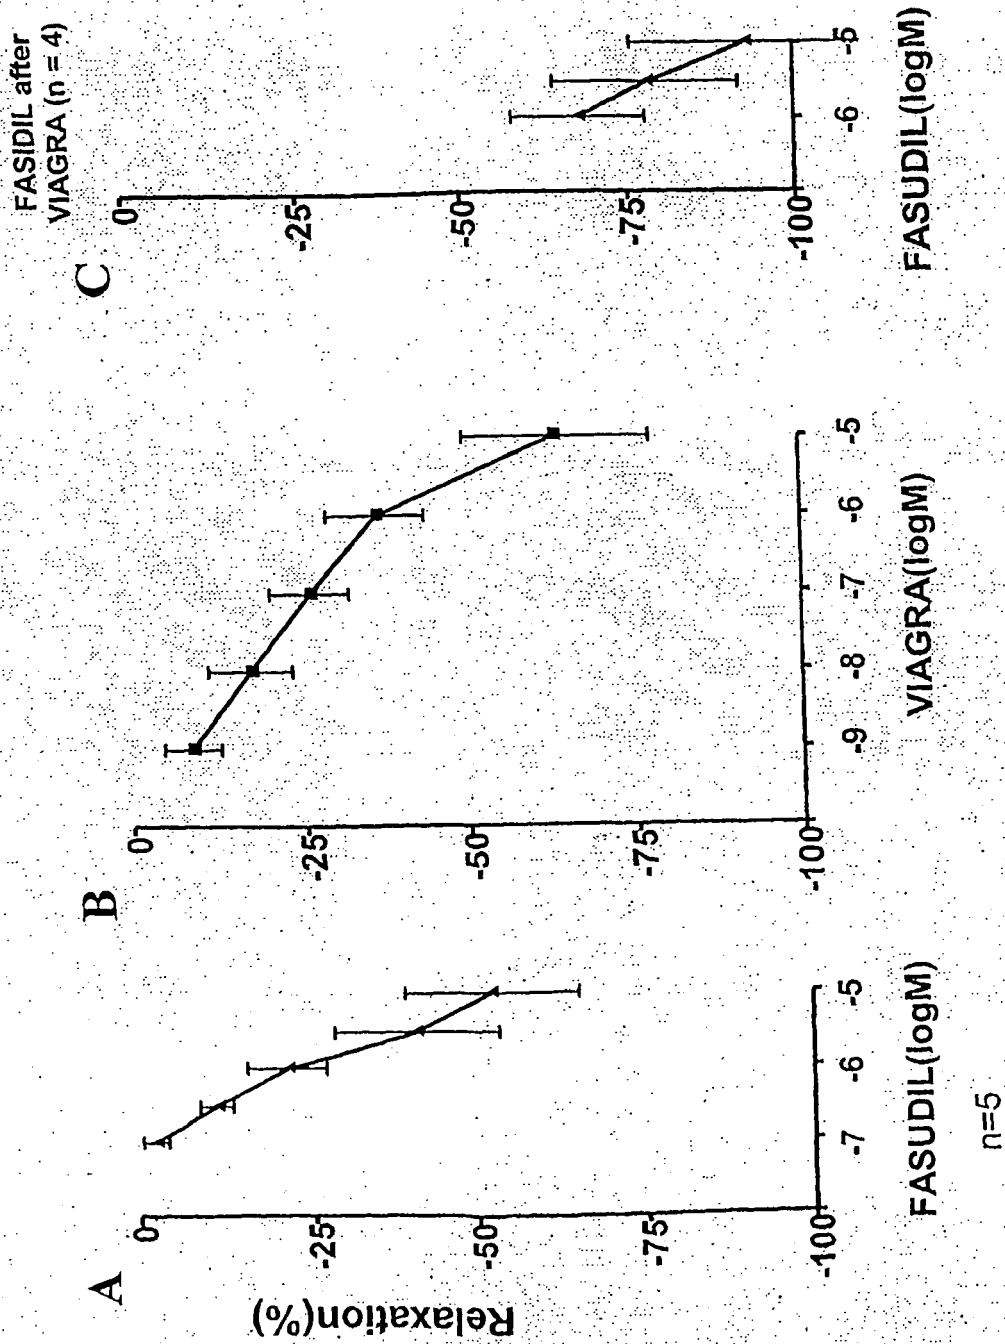 A
Relaxation(%)
0
-25
-50
-75
-100
-7
-6
-5
FASUDIL(logM)
n=5
B
0
-25
-50
-75
-100
-9
-8
-7
-6
-5
VIAGRA(logM)
C
FASIDIL after
VIAGRA (n = 4)
0
-25
-50
-75
-100
-6
-5
FASUDIL(logM)